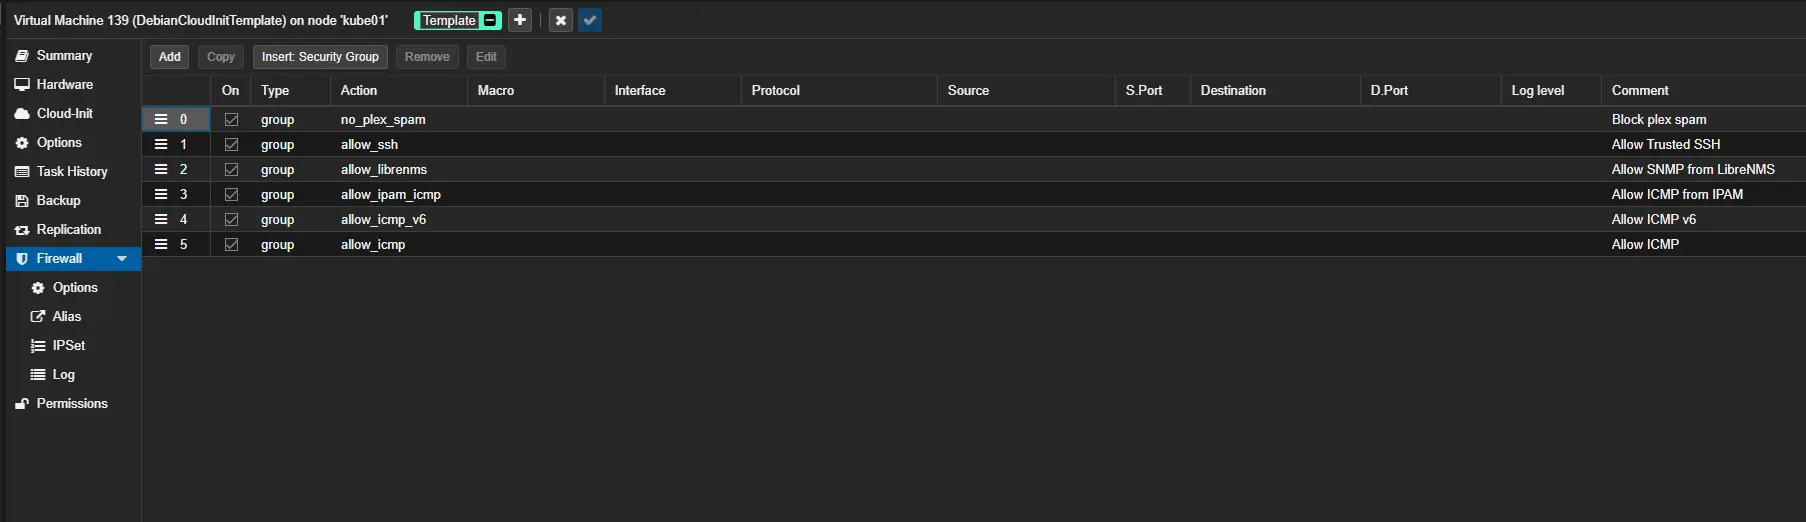 Virtual Machine 139 (DebianCloudInitTemplate) on node 'kube01' Template
Summary
Hardware
Cloud-Init
Options
Task History
Backup
Replication
Firewall
Options
Alias
IPSet
Log
Permissions
Add Copy Insert: Security Group Remove Edit
On Type Action Macro Interface Protocol Source S.Port Destination D.Port Log level Comment
0 group no_plex_spam Block plex spam
1 group allow_ssh Allow Trusted SSH
2 group allow_librenms Allow SNMP from LibreNMS
3 group allow_ipam_icmp Allow ICMP from IPAM
4 group allow_icmp_v6 Allow ICMP v6
5 group allow_icmp Allow ICMP